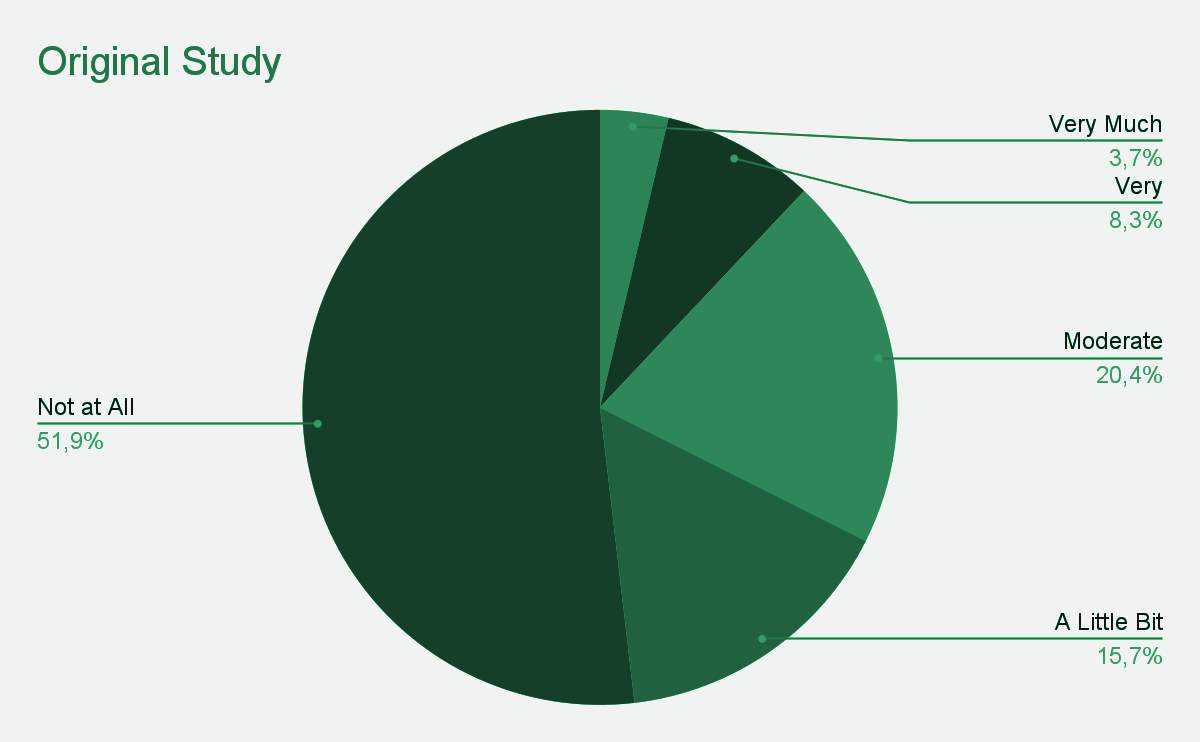 Original Study
Very Much
3,7%
Very
8,3%
Moderate
20,4%
Not at All
51,9%
A Little Bit
15,7%